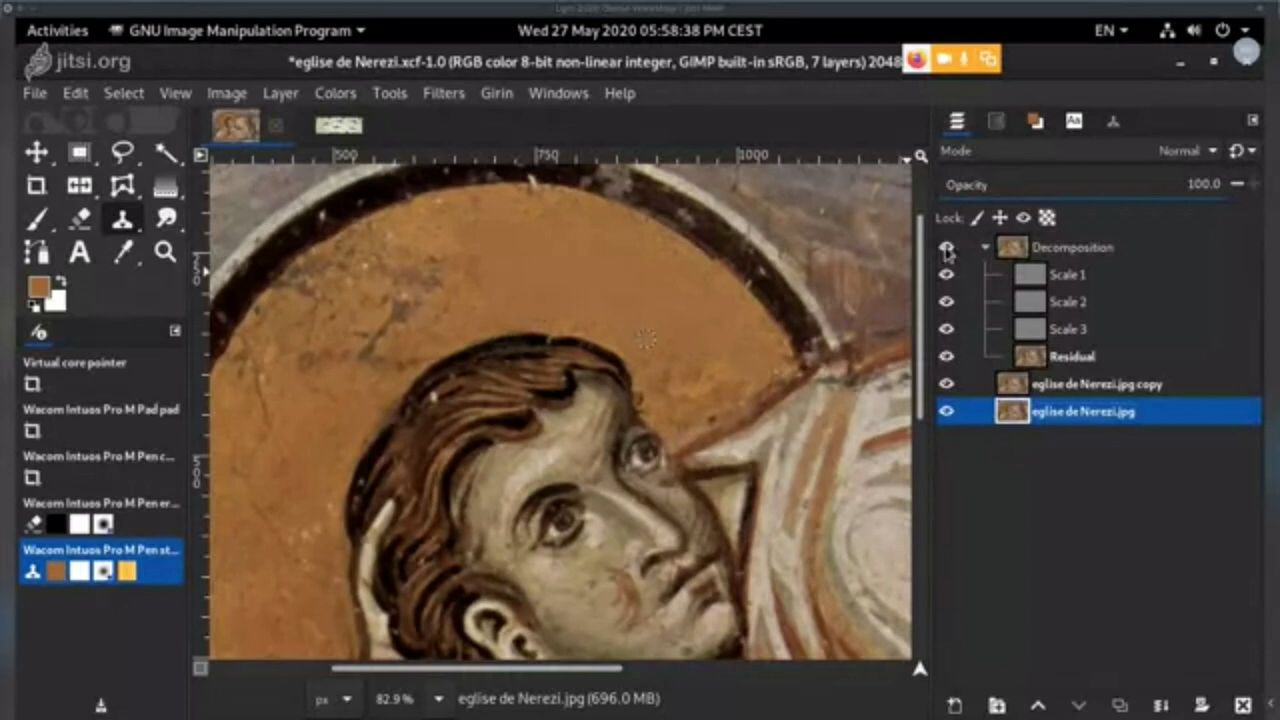 Activities GNU Image Manipulation Program Wed 27 May 2020 05:58:38 PM CEST EN
jitsi.org *eglise de Nerezi.xcf-1.0 (RGB color 8-bit non-linear integer, GIMP built-in sRGB, 7 layers) 2048
File Edit Select View Image Layer Colors Tools Filters Girin Windows Help
500 750 1000
Mode Normal
Opacity 100.0
Lock:
Decomposition
Scale 1
Scale 2
Scale 3
Residual
eglise de Nerezi.jpg copy
eglise de Nerezi.jpg
A
Aa
Virtual core pointer
Wacom Intuos Pro M Pad pad
Wacom Intuos Pro M Pen c...
Wacom Intuos Pro M Pen er...
Wacom Intuos Pro M Pen st...
500
px 82.9 % eglise de Nerezi.jpg (696.0 MB)